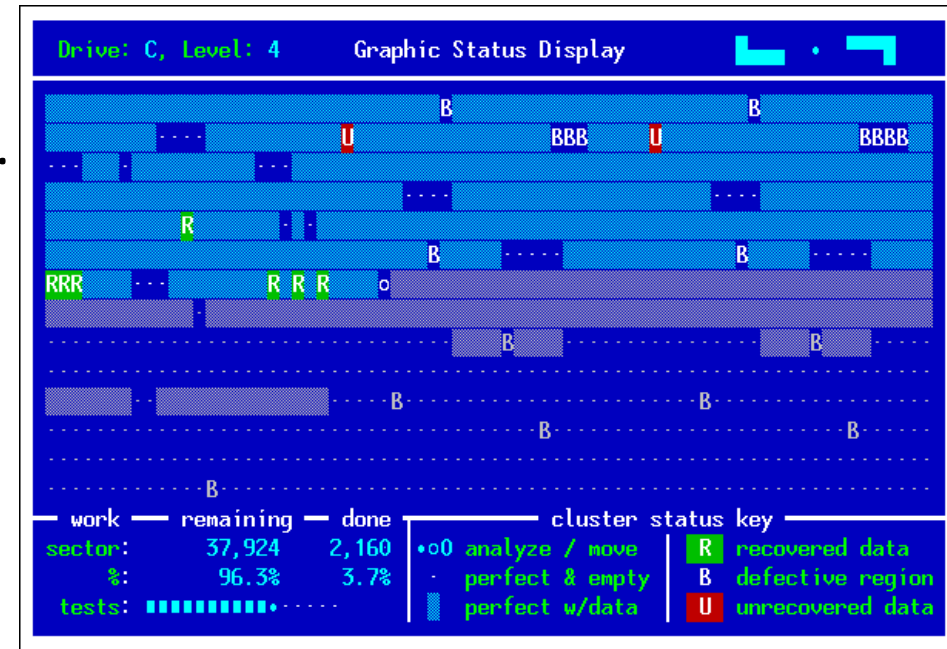 Drive: C, Level: 4 Graphic Status Display
B B
U BBB U BBBB
R
B B
RRR R R R o
B B
B B
B B
B
work remaining done cluster status key
sector: 37,924 2,160 •oO analyze / move R recovered data
%: 96.3% 3.7% · perfect & empty B defective region
tests: perfect w/data U unrecovered data